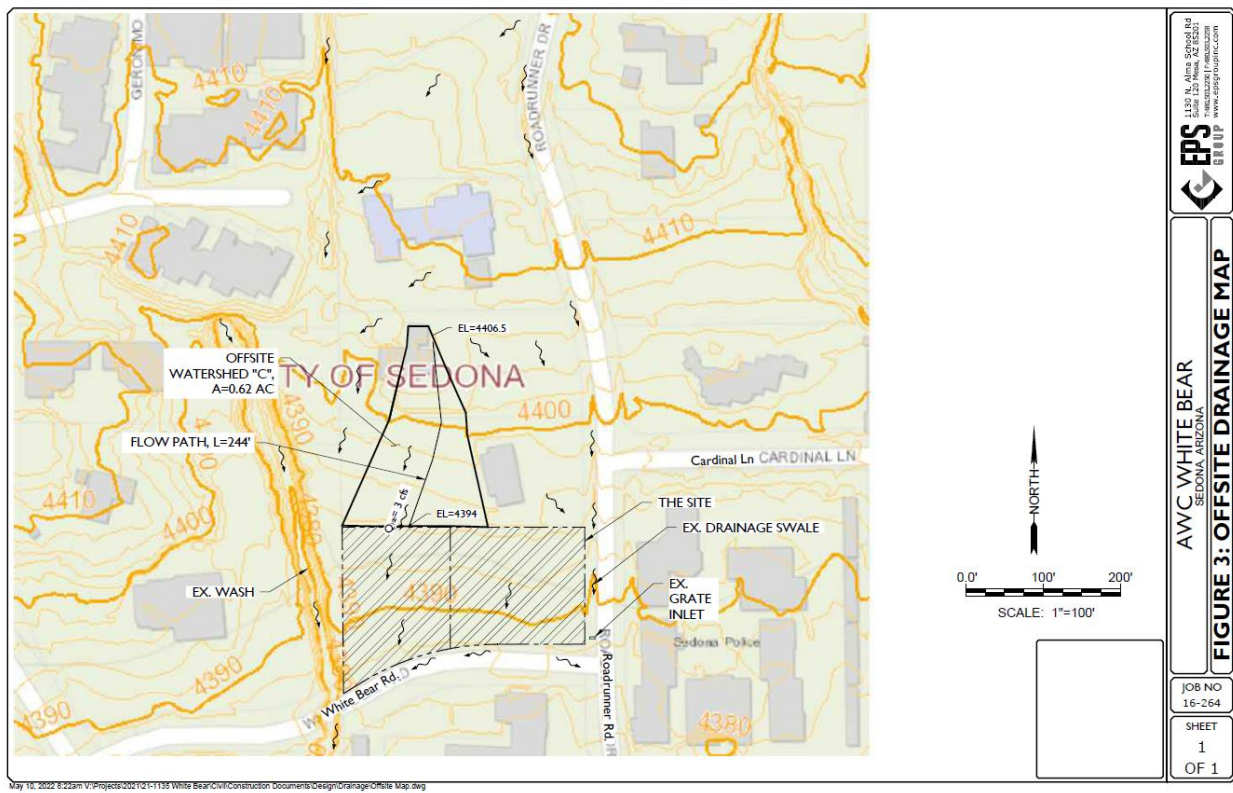 GERONIMO
4410
4410
4410
ROADRUNNER DR
4410
EL=4406.5
OFFSITE
WATERSHED "C",
A=0.62 AC
TY OF SEDONA
4400
4390
FLOW PATH, L=244'
Cardinal Ln CARDINAL LN
4410
4400
4380
= 3 cfs
EL=4394
THE SITE
EX. DRAINAGE SWALE
EX. WASH
4390
EX.
GRATE
INLET
Sedona Police
Roadrunner Rd.
White Bear Rd.
4390
4390
4380
NORTH
0.0' 100' 200'
SCALE: 1"=100'
EPS
GROUP
1130 N. Alma School Rd
Suite 120 Mesa, AZ 85201
www.epsgroupinc.com
AWC WHITE BEAR
SEDONA, ARIZONA
FIGURE 3: OFFSITE DRAINAGE MAP
JOB NO
16-264
SHEET
1
OF 1
May 10, 2022 8:22am V:\Projects\2021\21-1135 White Bear\Civil\Construction Documents\Design\Drainage\Offsite Map.dwg